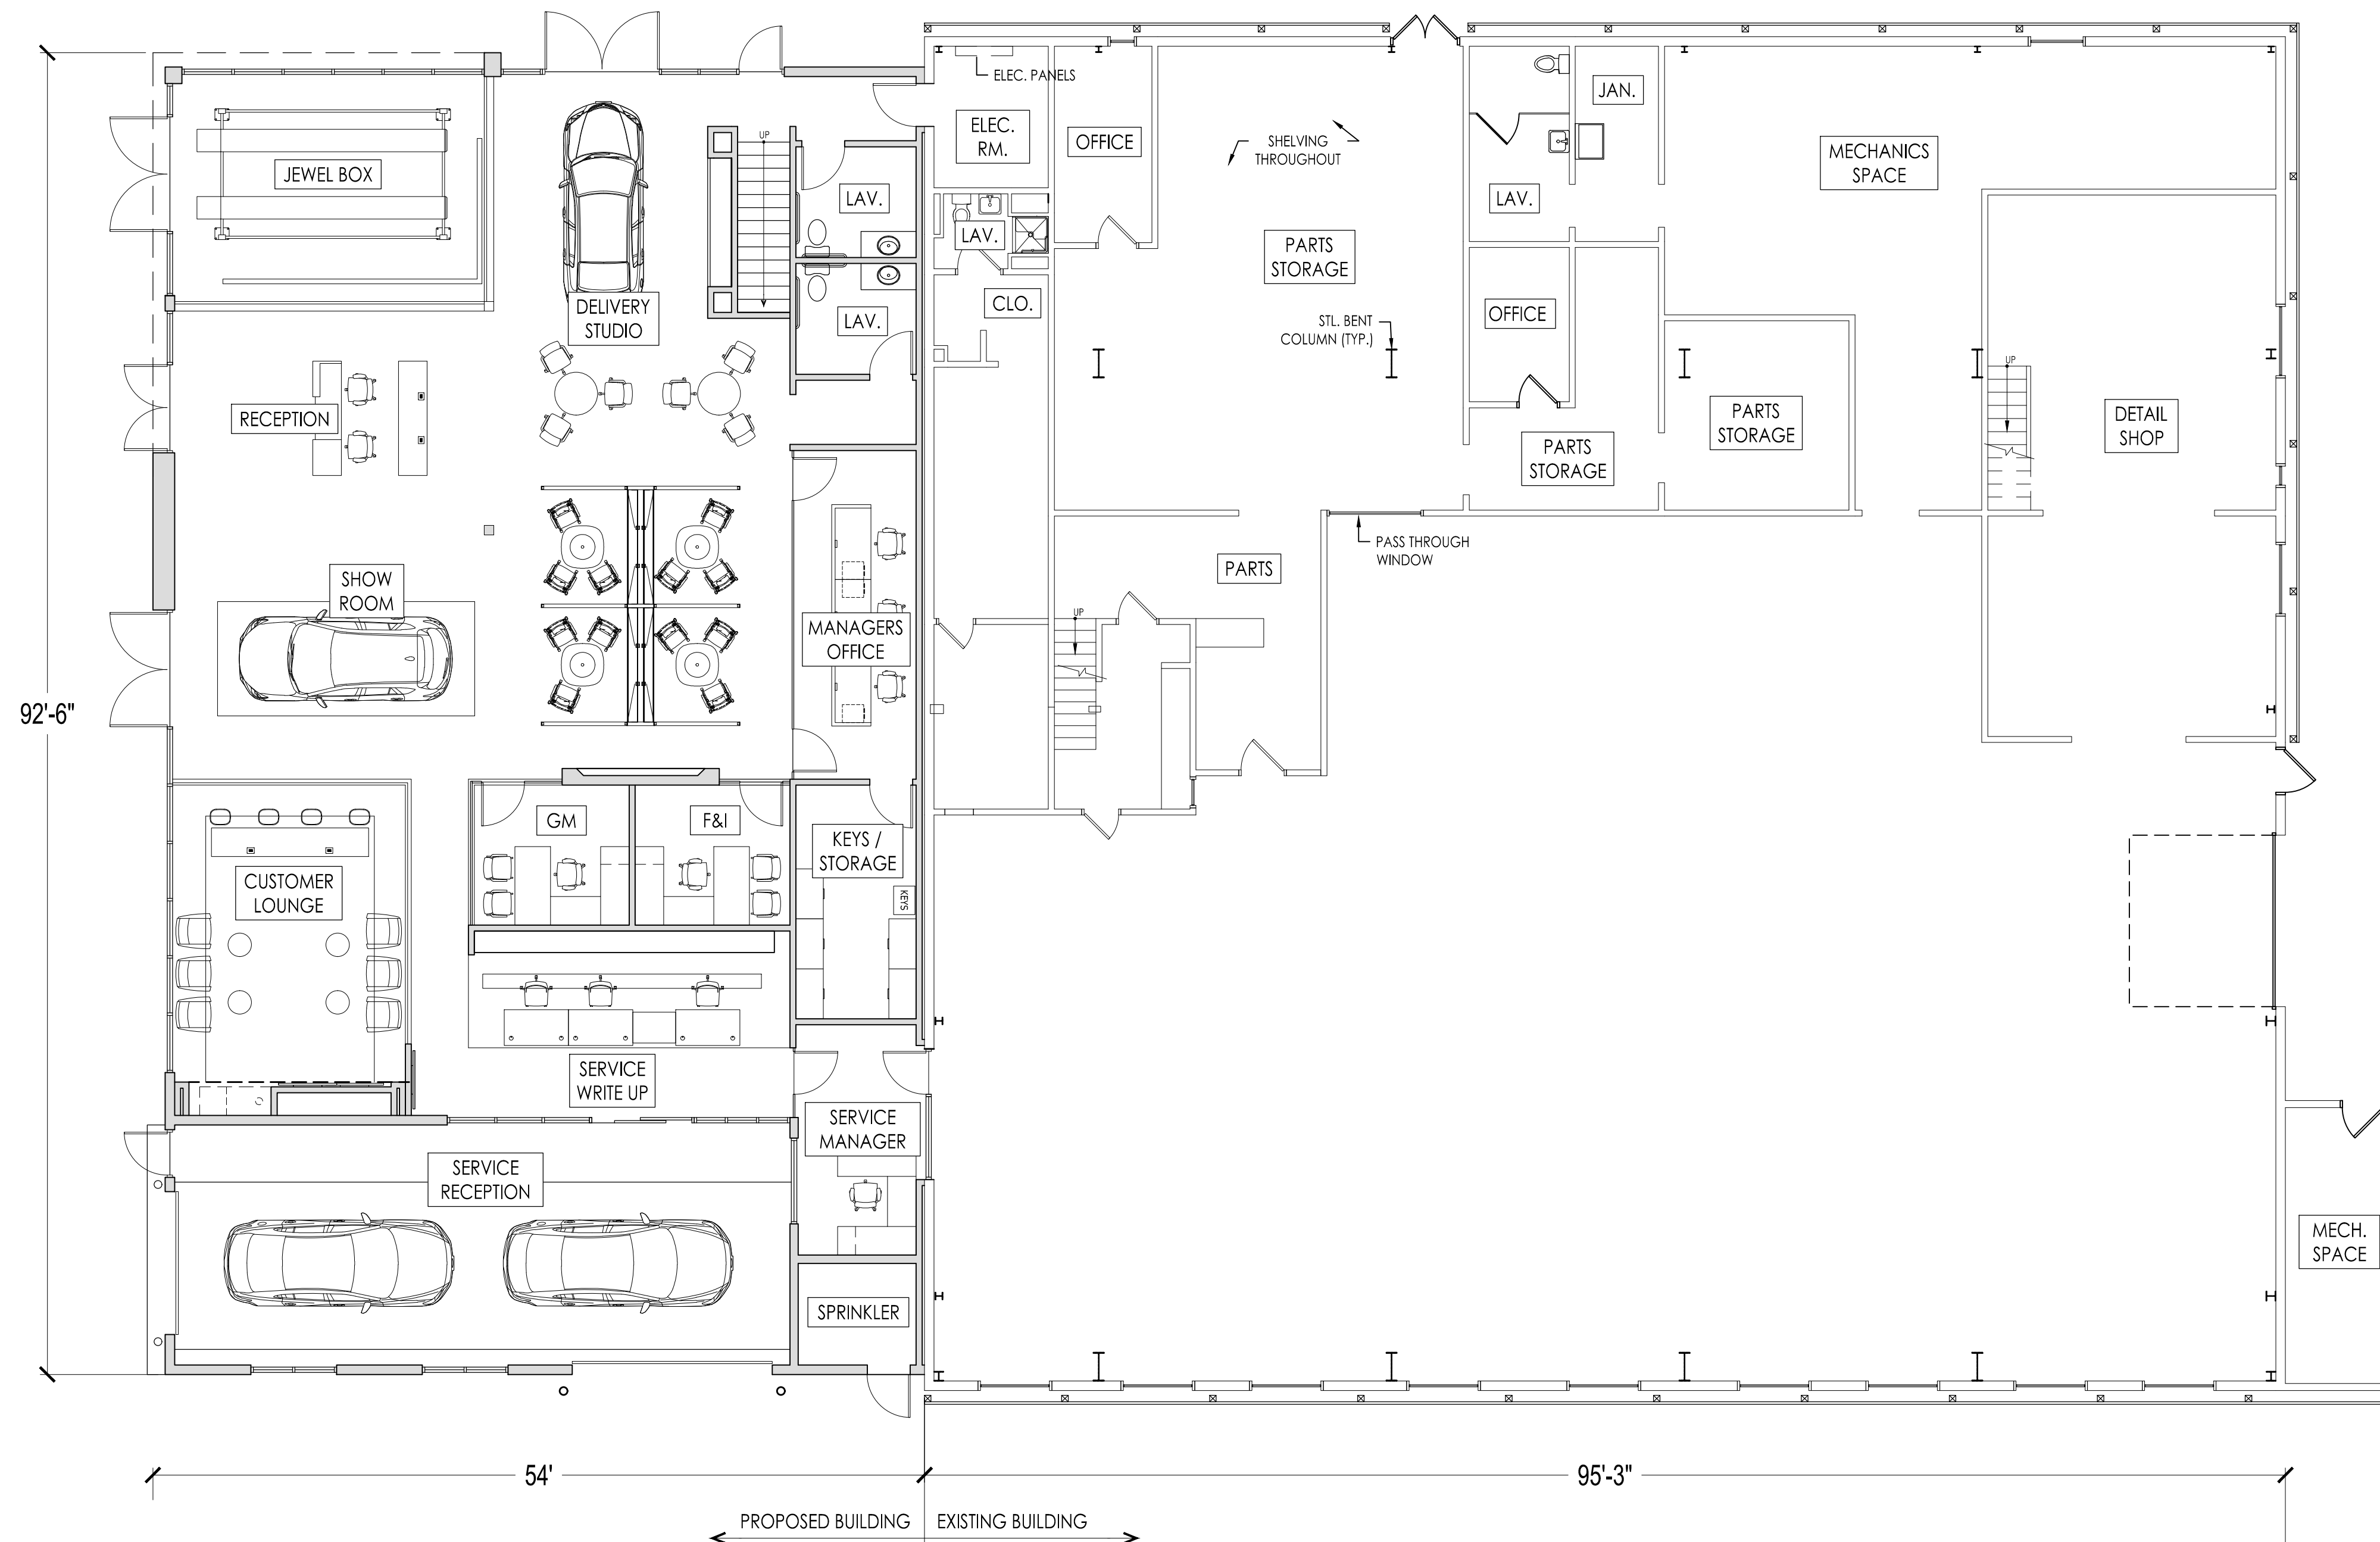 ELEC. PANELS
JAN.
UP
ELEC.
RM.
OFFICE
SHELVING
THROUGHOUT
MECHANICS
SPACE
JEWEL BOX
LAV.
LAV.
LAV.
PARTS
STORAGE
DELIVERY
STUDIO
LAV.
CLO.
OFFICE
STL. BENT
COLUMN (TYP.)
UP
RECEPTION
PARTS
STORAGE
DETAIL
SHOP
PARTS
STORAGE
PASS THROUGH
WINDOW
PARTS
SHOW
ROOM
UP
MANAGERS
OFFICE
92'-6"
GM
F&I
KEYS /
STORAGE
CUSTOMER
LOUNGE
KEYS
SERVICE
WRITE UP
SERVICE
MANAGER
SERVICE
RECEPTION
MECH.
SPACE
SPRINKLER
54'
95'-3"
PROPOSED BUILDING
EXISTING BUILDING